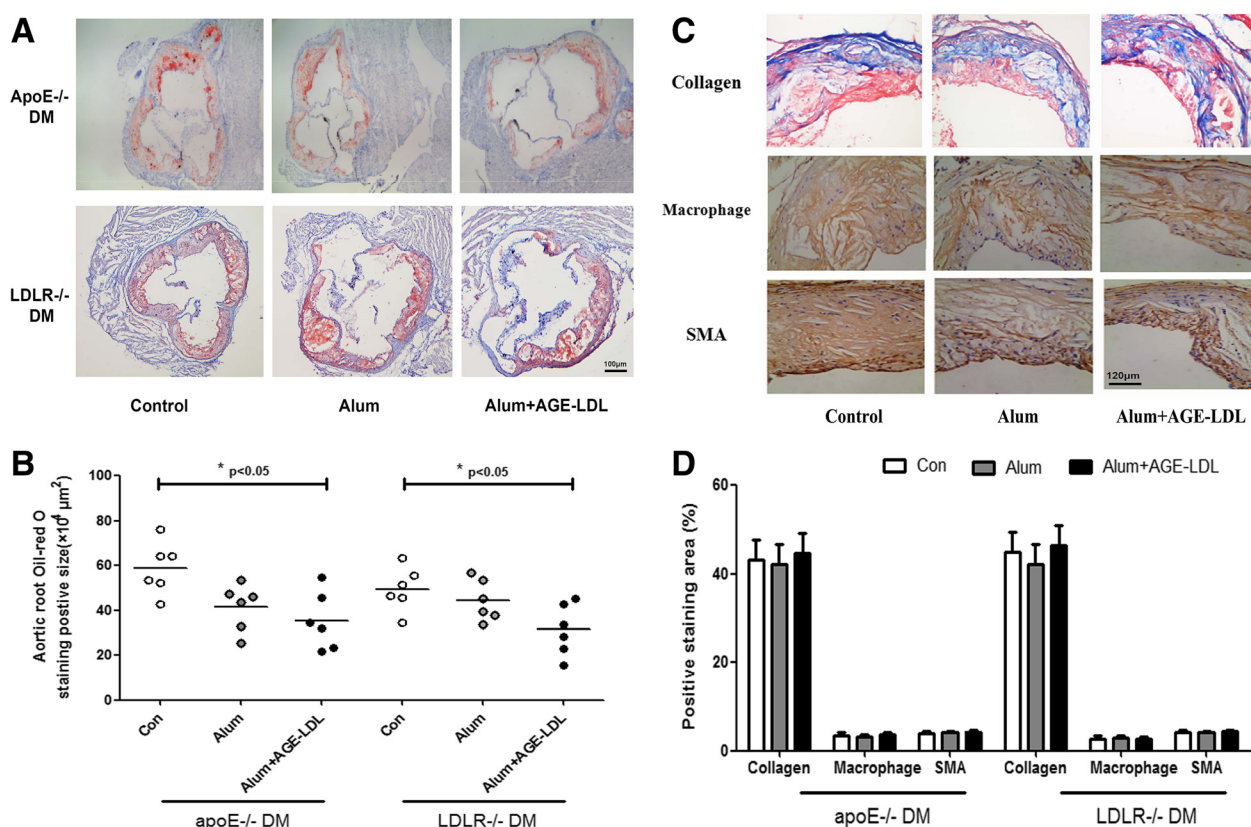 A
ApoE-/-
DM
LDLR-/-
DM
100µm
Control
Alum
Alum+AGE-LDL
B
Aortic root Oil-red O
staining postive size(×10⁴ µm²)
100
80
60
40
20
0
* p<0.05
* p<0.05
Con
Alum
Alum+AGE-LDL
Con
Alum
Alum+AGE-LDL
apoE-/- DM
LDLR-/- DM
C
Collagen
Macrophage
SMA
120µm
Control
Alum
Alum+AGE-LDL
D
Con
Alum
Alum+AGE-LDL
Positive staining area (%)
60
40
20
0
Collagen
Macrophage
SMA
Collagen
Macrophage
SMA
apoE-/- DM
LDLR-/- DM